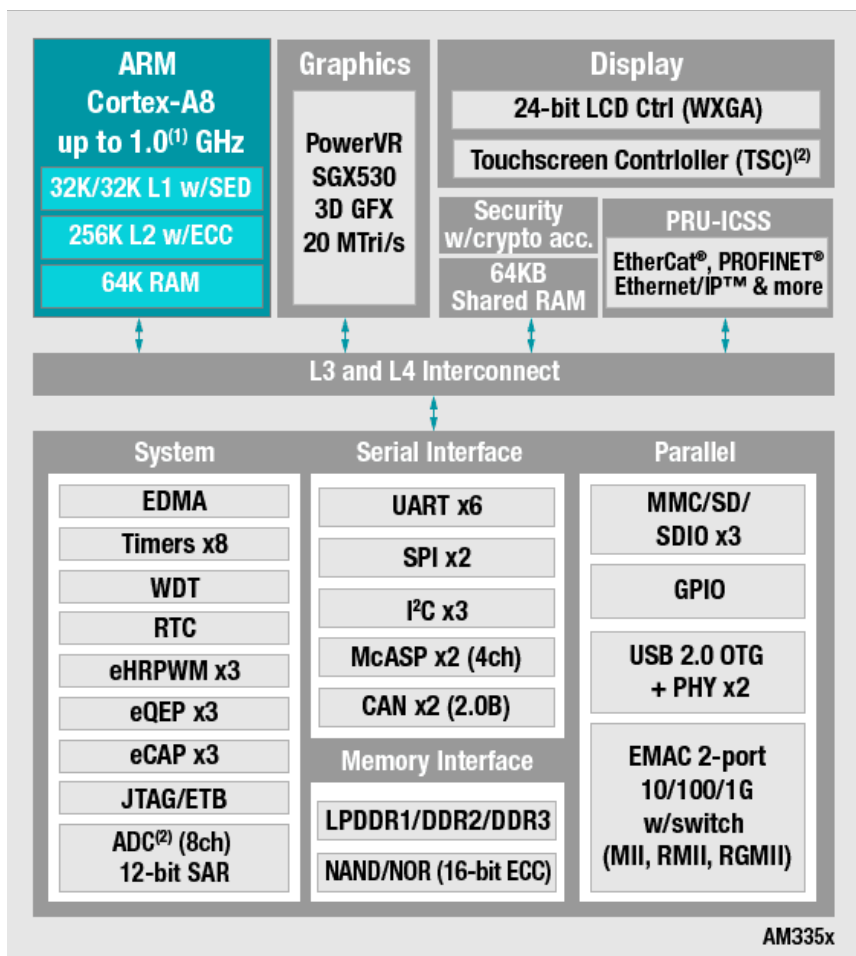 ARM
Cortex-A8
up to 1.0(1) GHz
32K/32K L1 w/SED
256K L2 w/ECC
64K RAM
Graphics
PowerVR
SGX530
3D GFX
20 MTri/s
Display
24-bit LCD Ctrl (WXGA)
Touchscreen Contrloller (TSC)(2)
Security
w/crypto acc.
64KB
Shared RAM
PRU-ICSS
EtherCat®, PROFINET®
Ethernet/IP™ & more
L3 and L4 Interconnect
System
EDMA
Timers x8
WDT
RTC
eHRPWM x3
eQEP x3
eCAP x3
JTAG/ETB
ADC(2) (8ch)
12-bit SAR
Serial Interface
UART x6
SPI x2
I²C x3
McASP x2 (4ch)
CAN x2 (2.0B)
Memory Interface
LPDDR1/DDR2/DDR3
NAND/NOR (16-bit ECC)
Parallel
MMC/SD/
SDIO x3
GPIO
USB 2.0 OTG
+ PHY x2
EMAC 2-port
10/100/1G
w/switch
(MII, RMII, RGMII)
AM335x